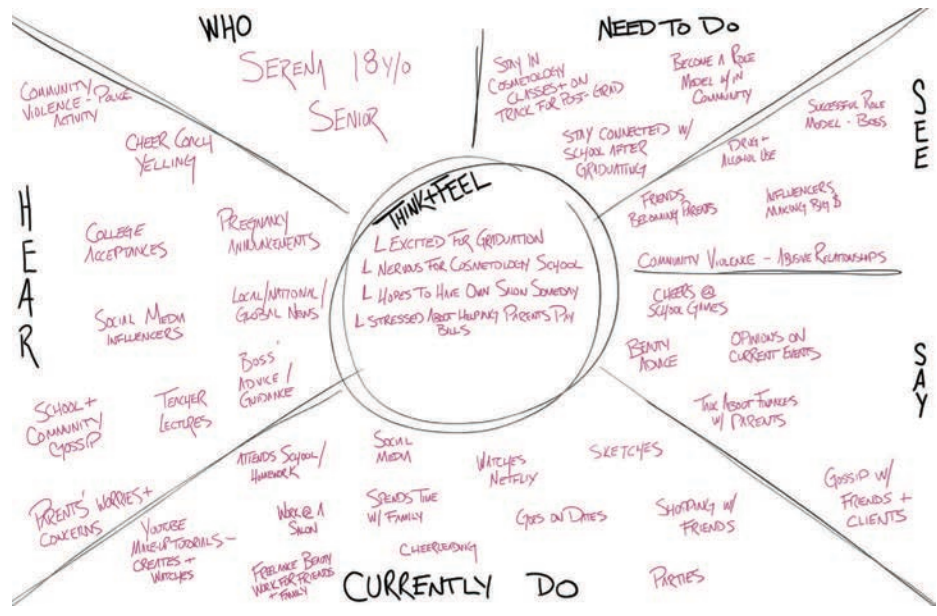 WHO
SERENA 18 Y/O
SENIOR
NEED TO DO
STAY IN
COSMETOLOGY
CLASSES + ON
TRACK FOR POST-GRAD
BECOME A ROLE
MODEL W/IN
COMMUNITY
STAY CONNECTED W/
SCHOOL AFTER
GRADUATING
SEE
SUCCESSFUL ROLE
MODEL - BOSS
DRUG +
ALCOHOL USE
FRIENDS
BECOMING PARENTS
INFLUENCERS
MAKING BIG $
COMMUNITY VIOLENCE - ABUSIVE RELATIONSHIPS
SAY
CHEERS @
SCHOOL GAMES
BEAUTY
ADVICE
OPINIONS ON
CURRENT EVENTS
TALK ABOUT FINANCES
W/ PARENTS
GOSSIP W/
FRIENDS +
CLIENTS
CURRENTLY DO
ATTENDS SCHOOL/
HOMEWORK
SOCIAL
MEDIA
WATCHES
NETFLIX
SKETCHES
YOUTUBE
MAKE-UP TUTORIALS -
CREATES +
WATCHES
WORK @ A
SALON
SPENDS TIME
W/ FAMILY
GOES ON DATES
SHOPPING W/
FRIENDS
FREELANCE BEAUTY
WORK FOR FRIENDS
+ FAMILY
CHEERLEADING
PARTIES
HEAR
COMMUNITY
VIOLENCE - POLICE
ACTIVITY
CHEER COACH
YELLING
COLLEGE
ACCEPTANCES
PREGNANCY
ANNOUNCEMENTS
SOCIAL MEDIA
INFLUENCERS
LOCAL/NATIONAL/
GLOBAL NEWS
BOSS'
ADVICE/
GUIDANCE
SCHOOL +
COMMUNITY
GOSSIP
TEACHER
LECTURES
PARENTS' WORRIES +
CONCERNS
THINK+FEEL
L EXCITED FOR GRADUATION
L NERVOUS FOR COSMETOLOGY SCHOOL
L HOPES TO HAVE OWN SALON SOMEDAY
L STRESSED ABOUT HELPING PARENTS PAY
BILLS